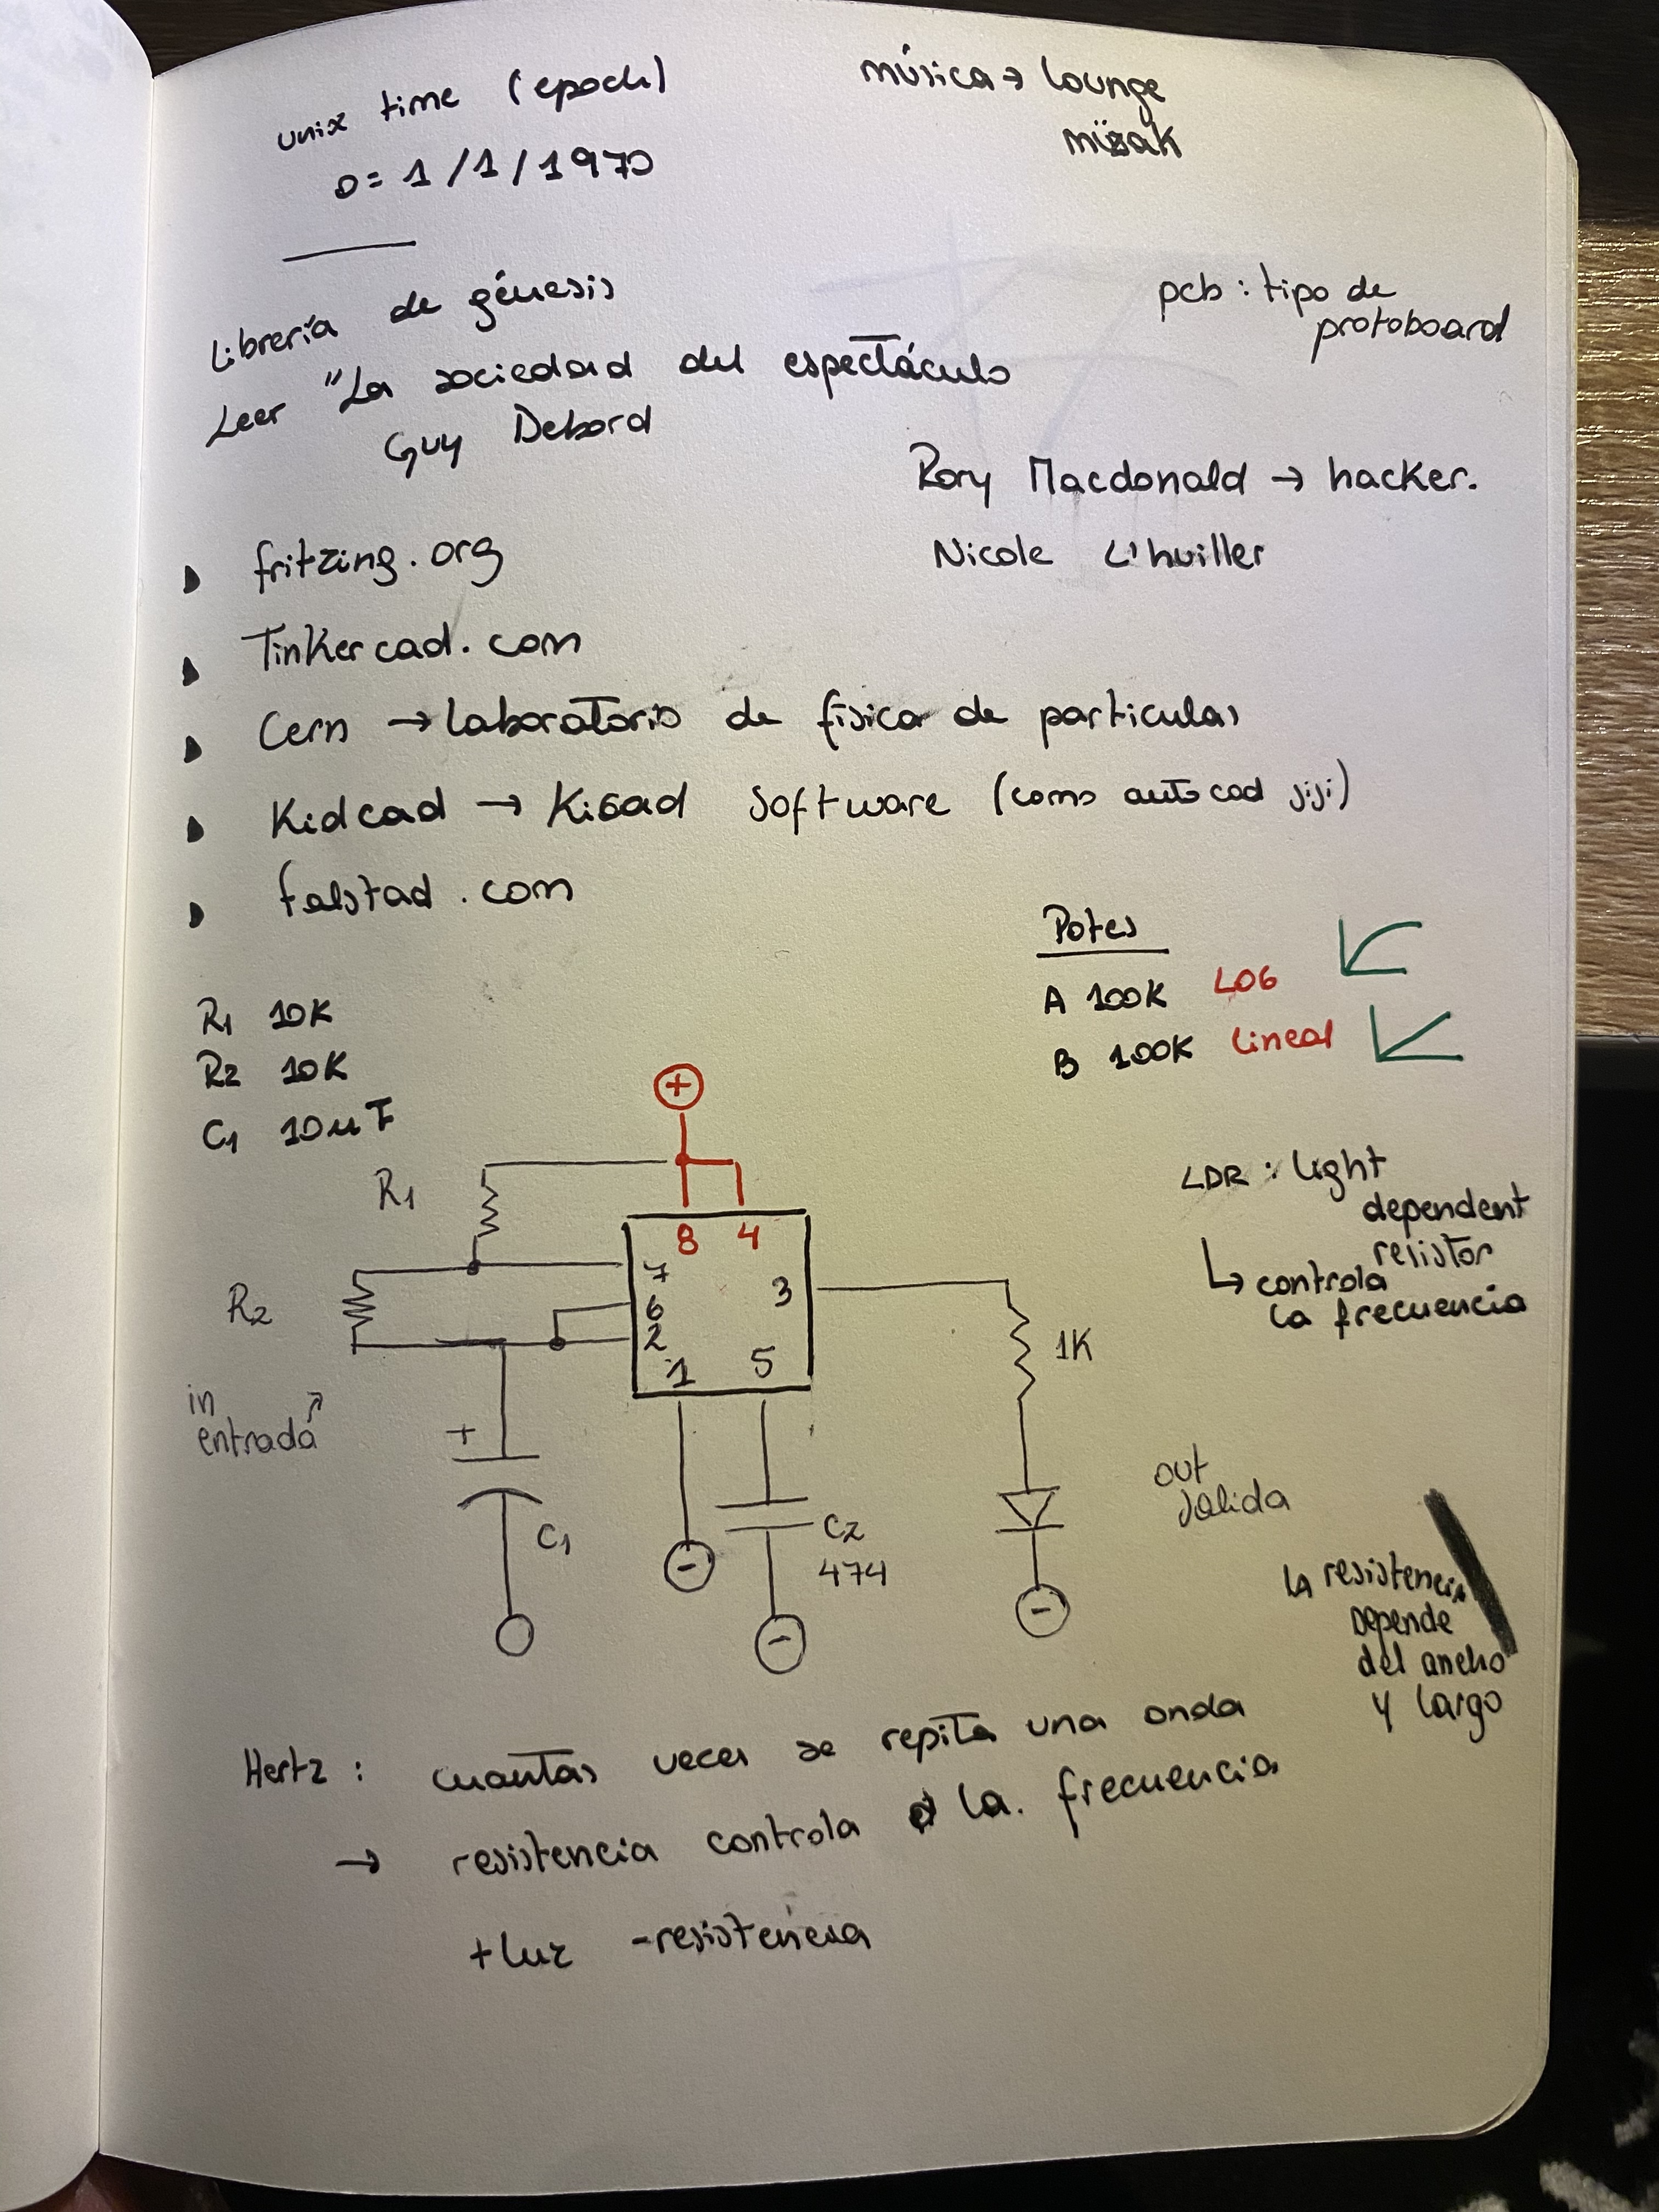 unix time (epoch)
0 = 1/1/1970
música → lounge
Librería de génesis
Leer "La sociedad del espectáculo
Guy Debord
pcb : tipo de
protoboard
Rory Macdonald → hacker.
Nicole L'huiller
fritzing.org
Tinkercad.com
Cern → laboratorio de física de particulas
Kidcad → Kicad software (como autocad jiji)
falstad.com
Potes
A 100K LOG
B 100K Lineal
R1 10K
R2 10K
C1 10uF
LDR : light
dependent
resistor
↳ controla
la frecuencia
+
R1
8 4
7
R2
6
3
2
1K
1 5
in
entrada
+
C1
-
C2
474
-
-
out
salida
LA resistencia
Depende
del ancho
y largo
Hertz : cuantas veces se repita una onda
→ resistencia controla la. frecuencia
+ luz - resistencia